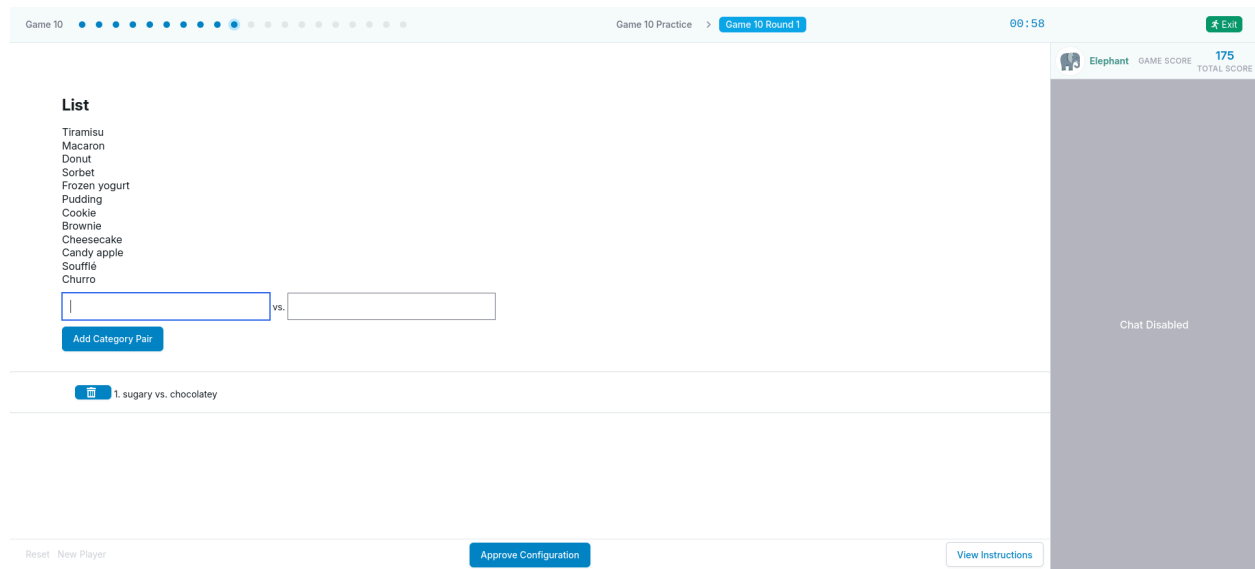 Game 10
Game 10 Practice > Game 10 Round 1
00:58
Exit
Elephant GAME SCORE 175 TOTAL SCORE
List
Tiramisu
Macaron
Donut
Sorbet
Frozen yogurt
Pudding
Cookie
Brownie
Cheesecake
Candy apple
Soufflé
Churro
vs.
Add Category Pair
1. sugary vs. chocolatey
Chat Disabled
Reset New Player
Approve Configuration
View Instructions